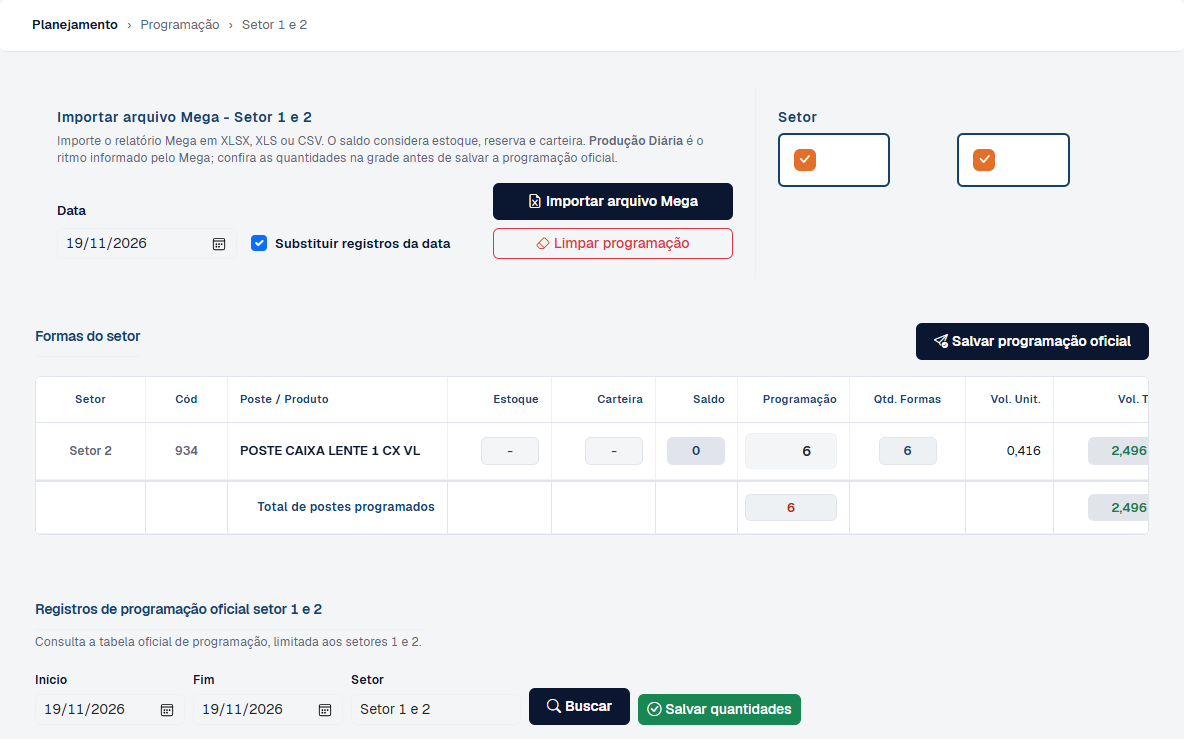 Planejamento › Programação › Setor 1 e 2
Importar arquivo Mega - Setor 1 e 2
Importe o relatório Mega em XLSX, XLS ou CSV. O saldo considera estoque, reserva e carteira. Produção Diária é o
ritmo informado pelo Mega; confira as quantidades na grade antes de salvar a programação oficial.
Data
19/11/2026
Substituir registros da data
Importar arquivo Mega
Limpar programação
Setor
Formas do setor
Salvar programação oficial
Setor Cód Poste / Produto Estoque Carteira Saldo Programação Qtd. Formas Vol. Unit. Vol. T
Setor 2 934 POSTE CAIXA LENTE 1 CX VL - - 0 6 6 0,416 2,496
Total de postes programados 6 2,496
Registros de programação oficial setor 1 e 2
Consulta a tabela oficial de programação, limitada aos setores 1 e 2.
Início Fim Setor
19/11/2026 19/11/2026 Setor 1 e 2 Buscar Salvar quantidades